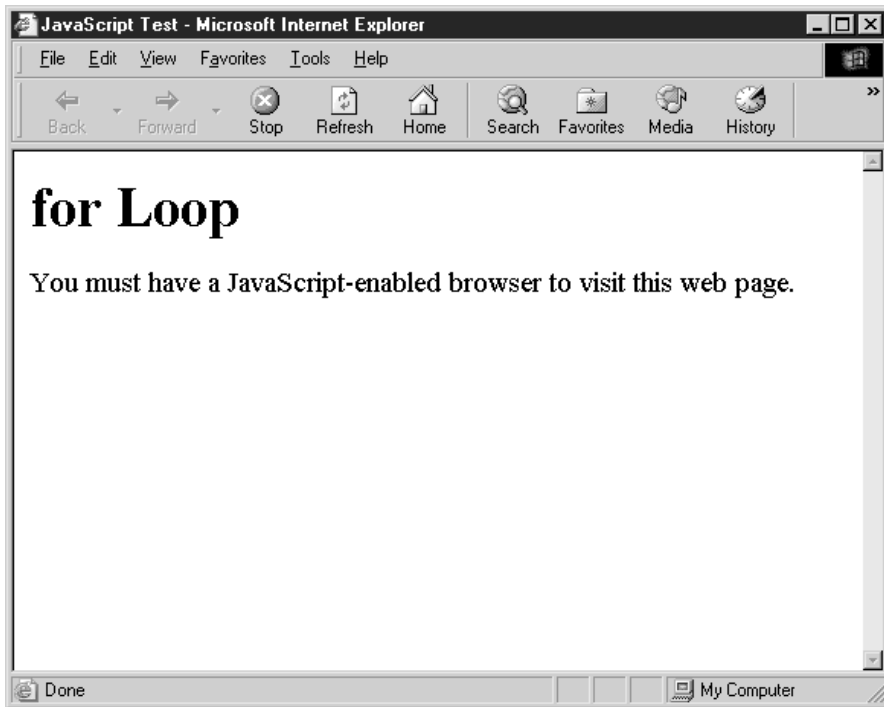 JavaScript Test - Microsoft Internet Explorer
File Edit View Favorites Tools Help
Back Forward Stop Refresh Home Search Favorites Media History »
for Loop
You must have a JavaScript-enabled browser to visit this web page.
Done My Computer